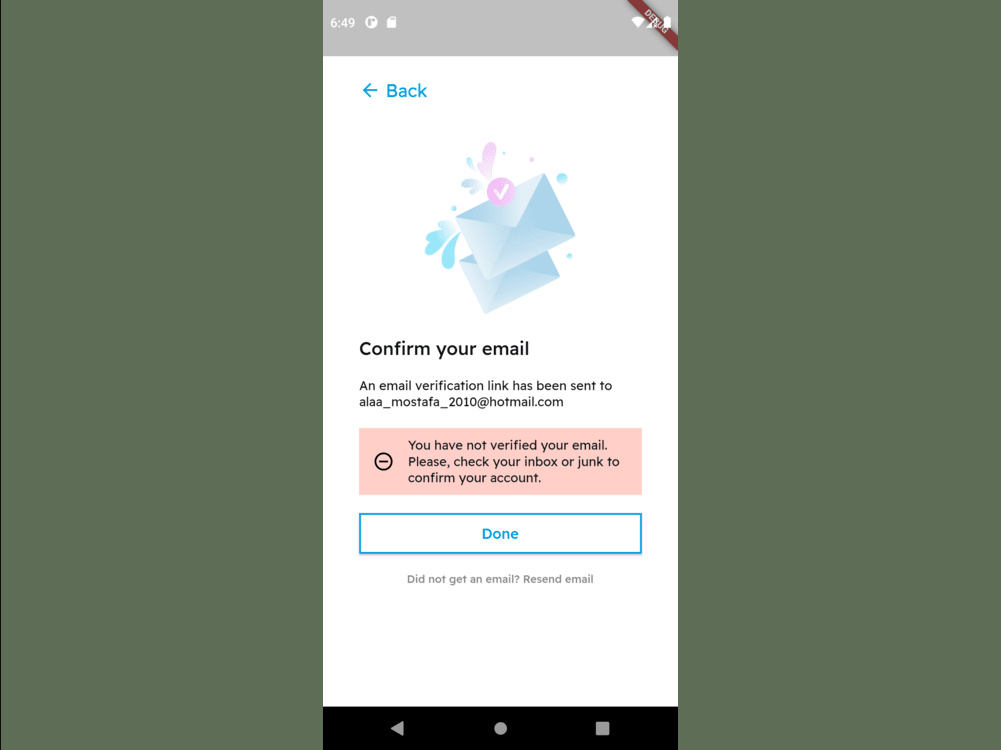 6:49
DEBUG
Back
Confirm your email
An email verification link has been sent to
alaa_mostafa_2010@hotmail.com
You have not verified your email.
Please, check your inbox or junk to
confirm your account.
Done
Did not get an email? Resend email